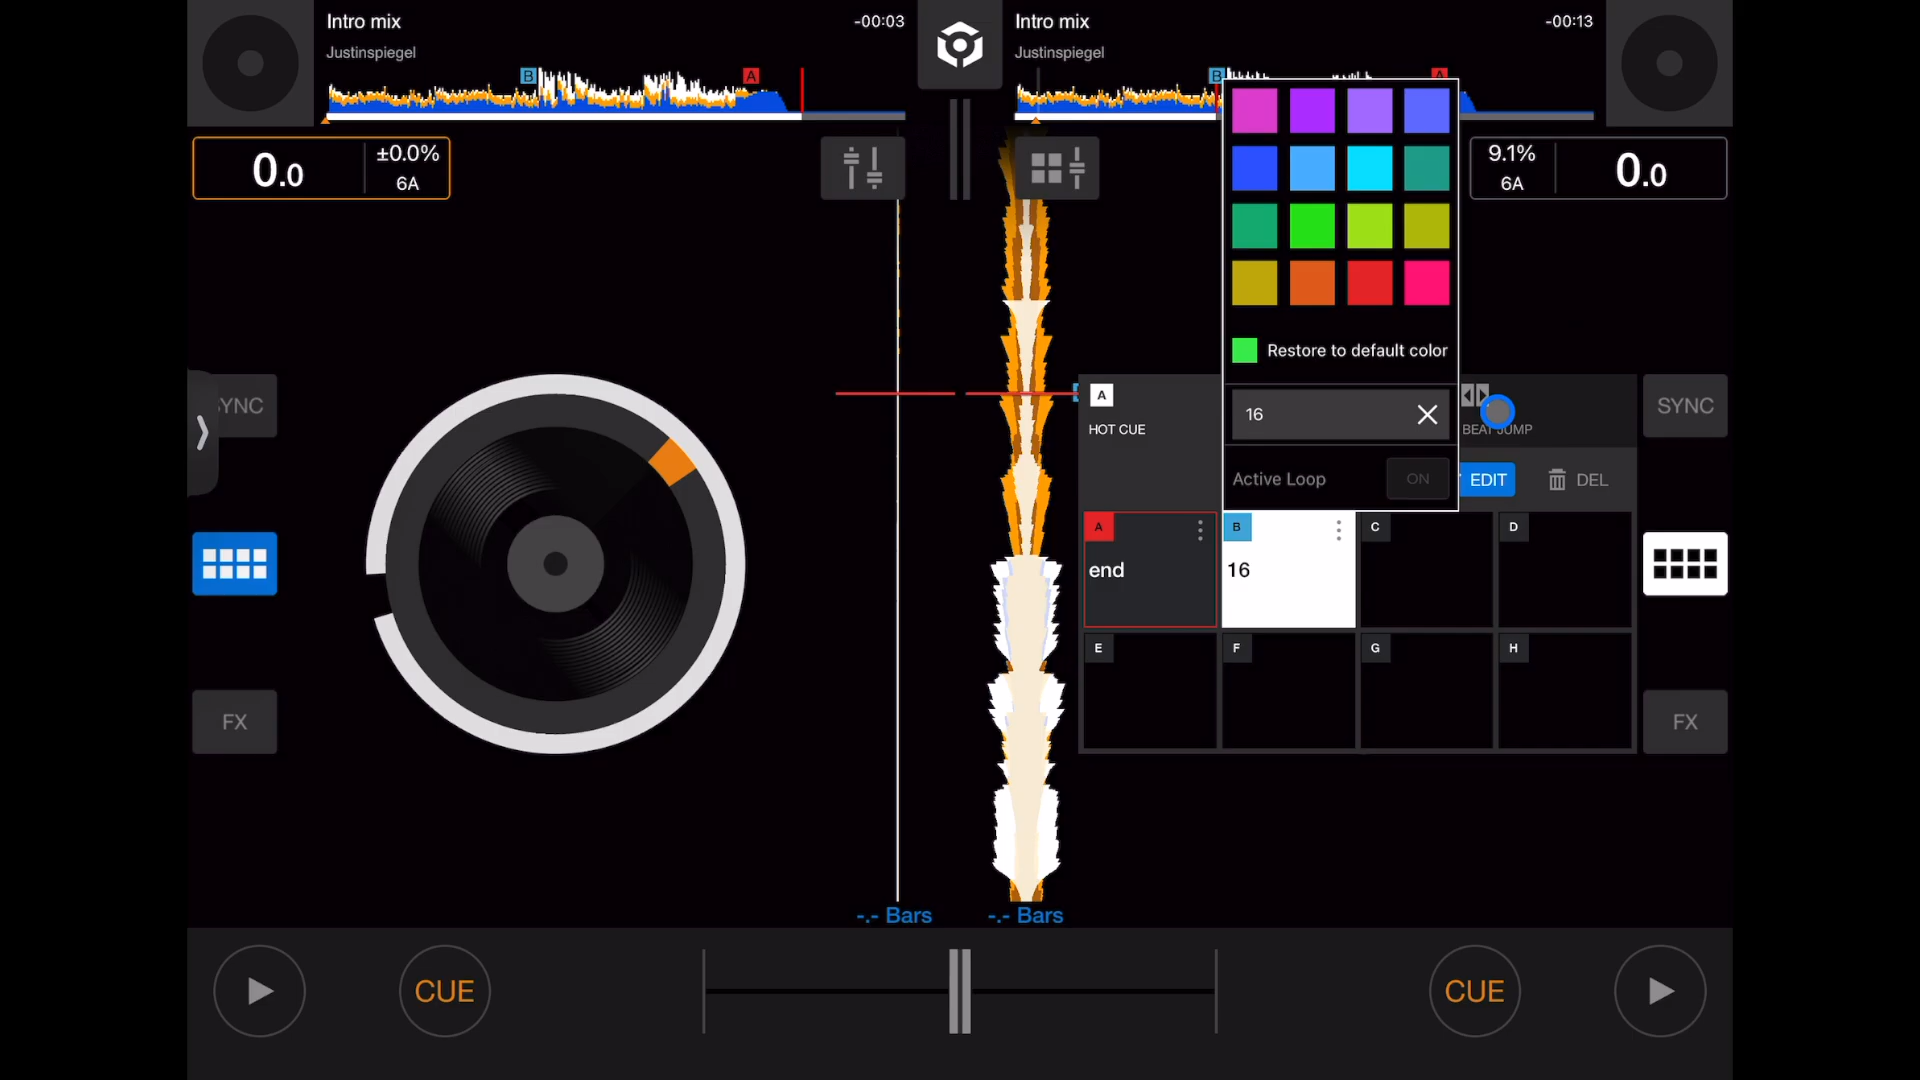 Intro mix
-00:03
Justinspiegel
B
A
0.0
±0.0%
6A
Intro mix
-00:13
Justinspiegel
B
A
9.1%
6A
0.0
Restore to default color
16
Active Loop
ON
YNC
A
HOT CUE
BEAT JUMP
SYNC
EDIT
DEL
A
end
B
16
C
D
E
F
G
H
FX
FX
-.- Bars
-.- Bars
CUE
CUE